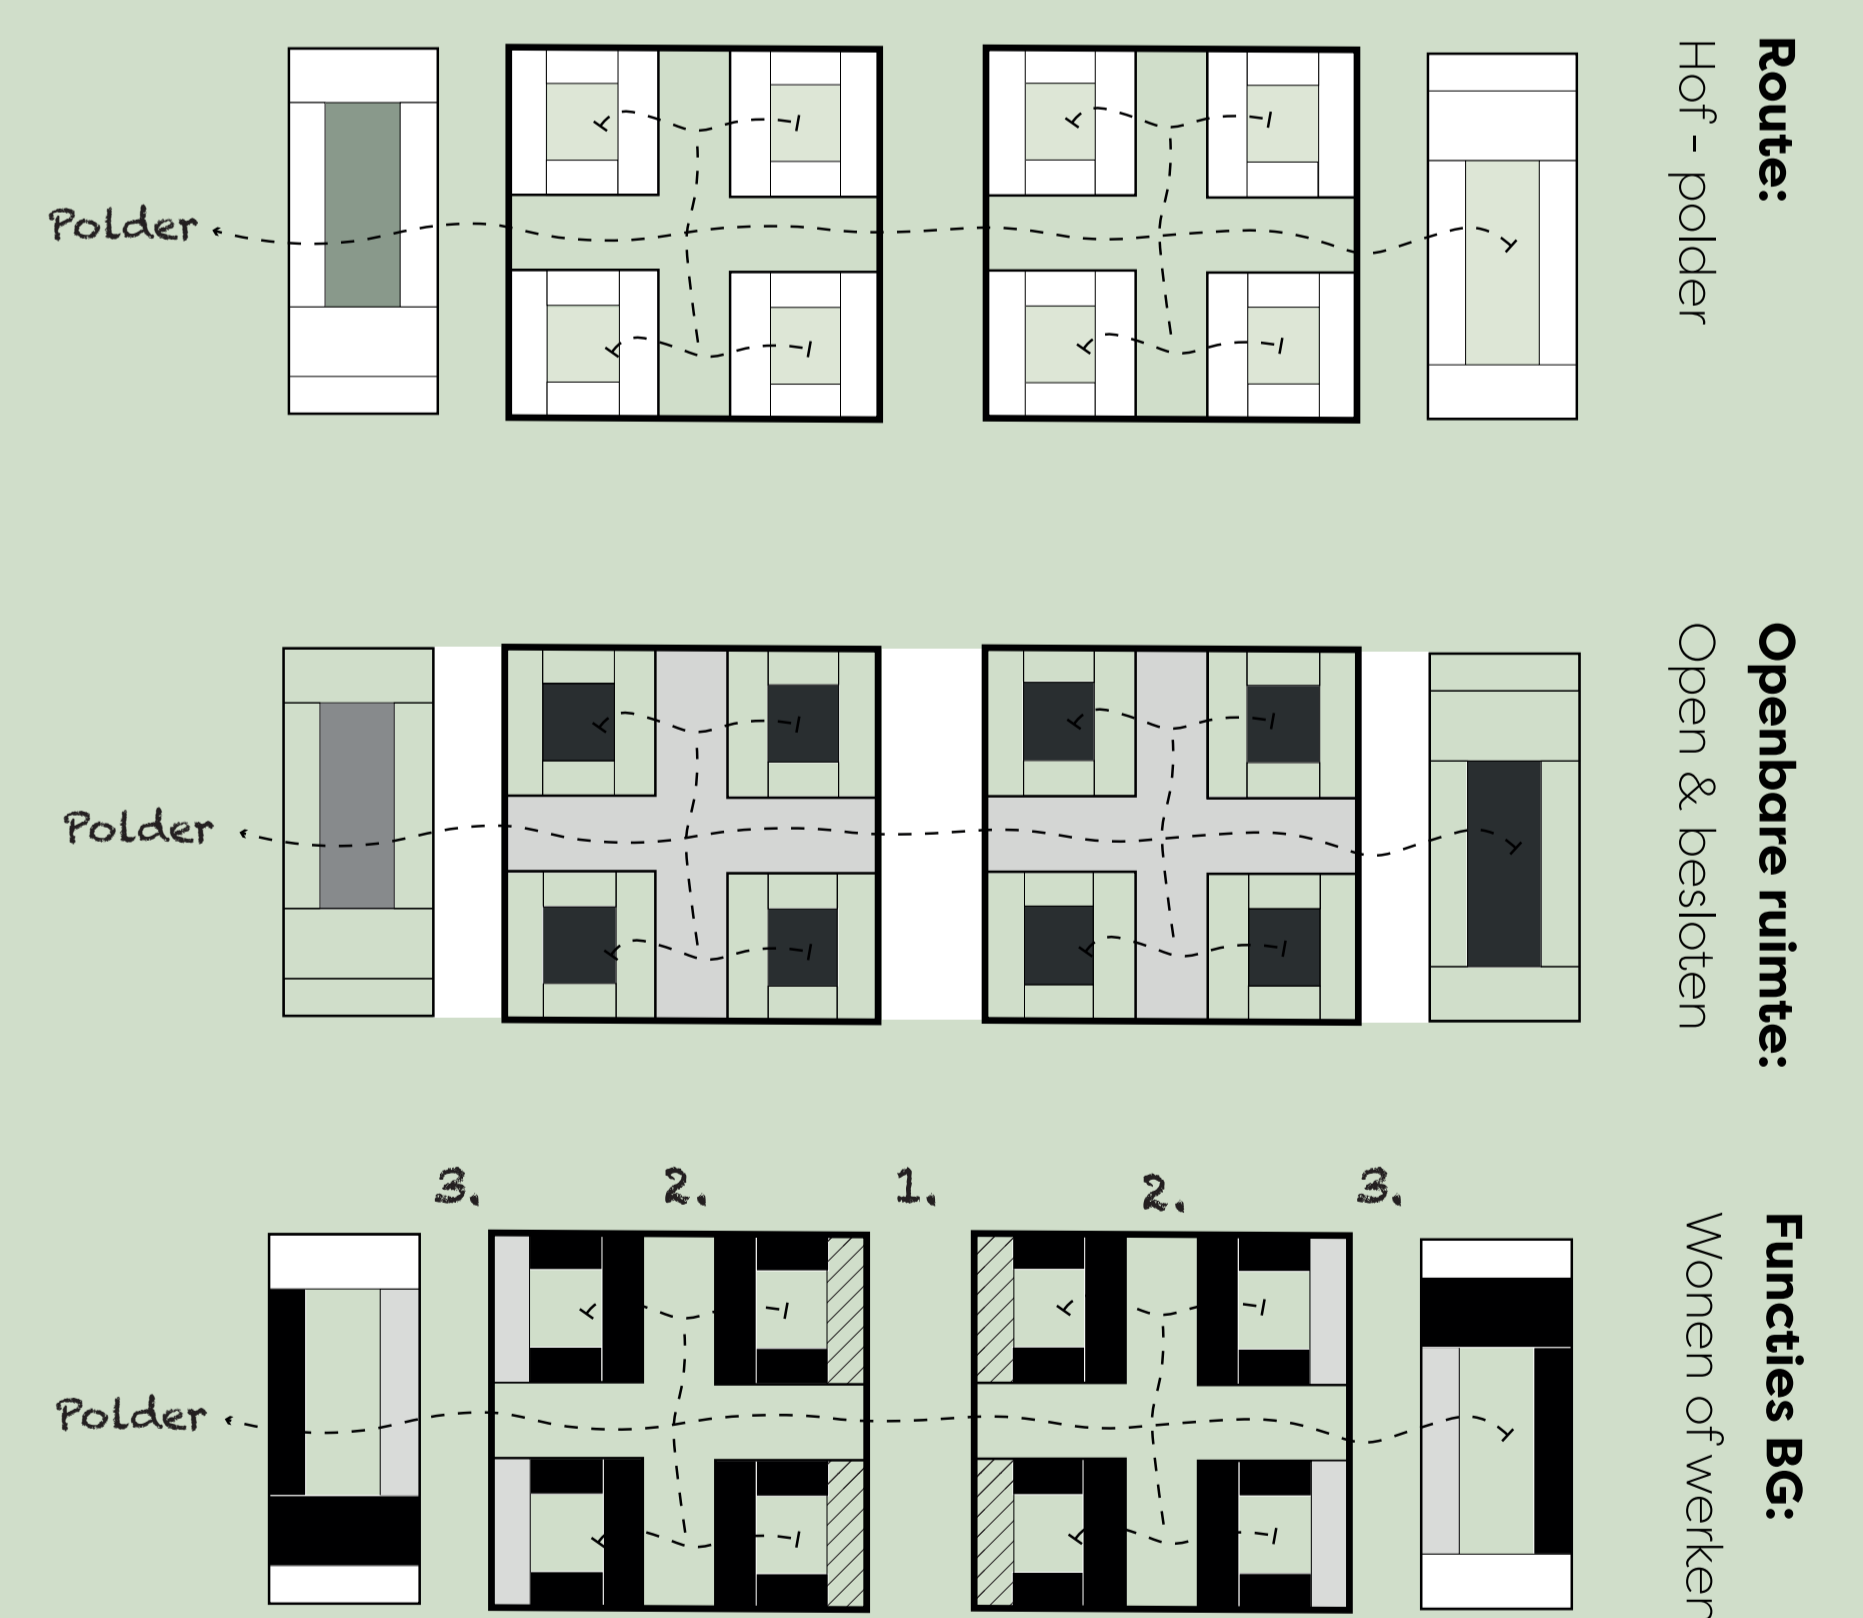 Route:
Hof - polder
Polder
Openbare ruimte:
Open & besloten
Polder
Functies BG:
Wonen of werken
3. 2. 1. 2. 3.
Polder